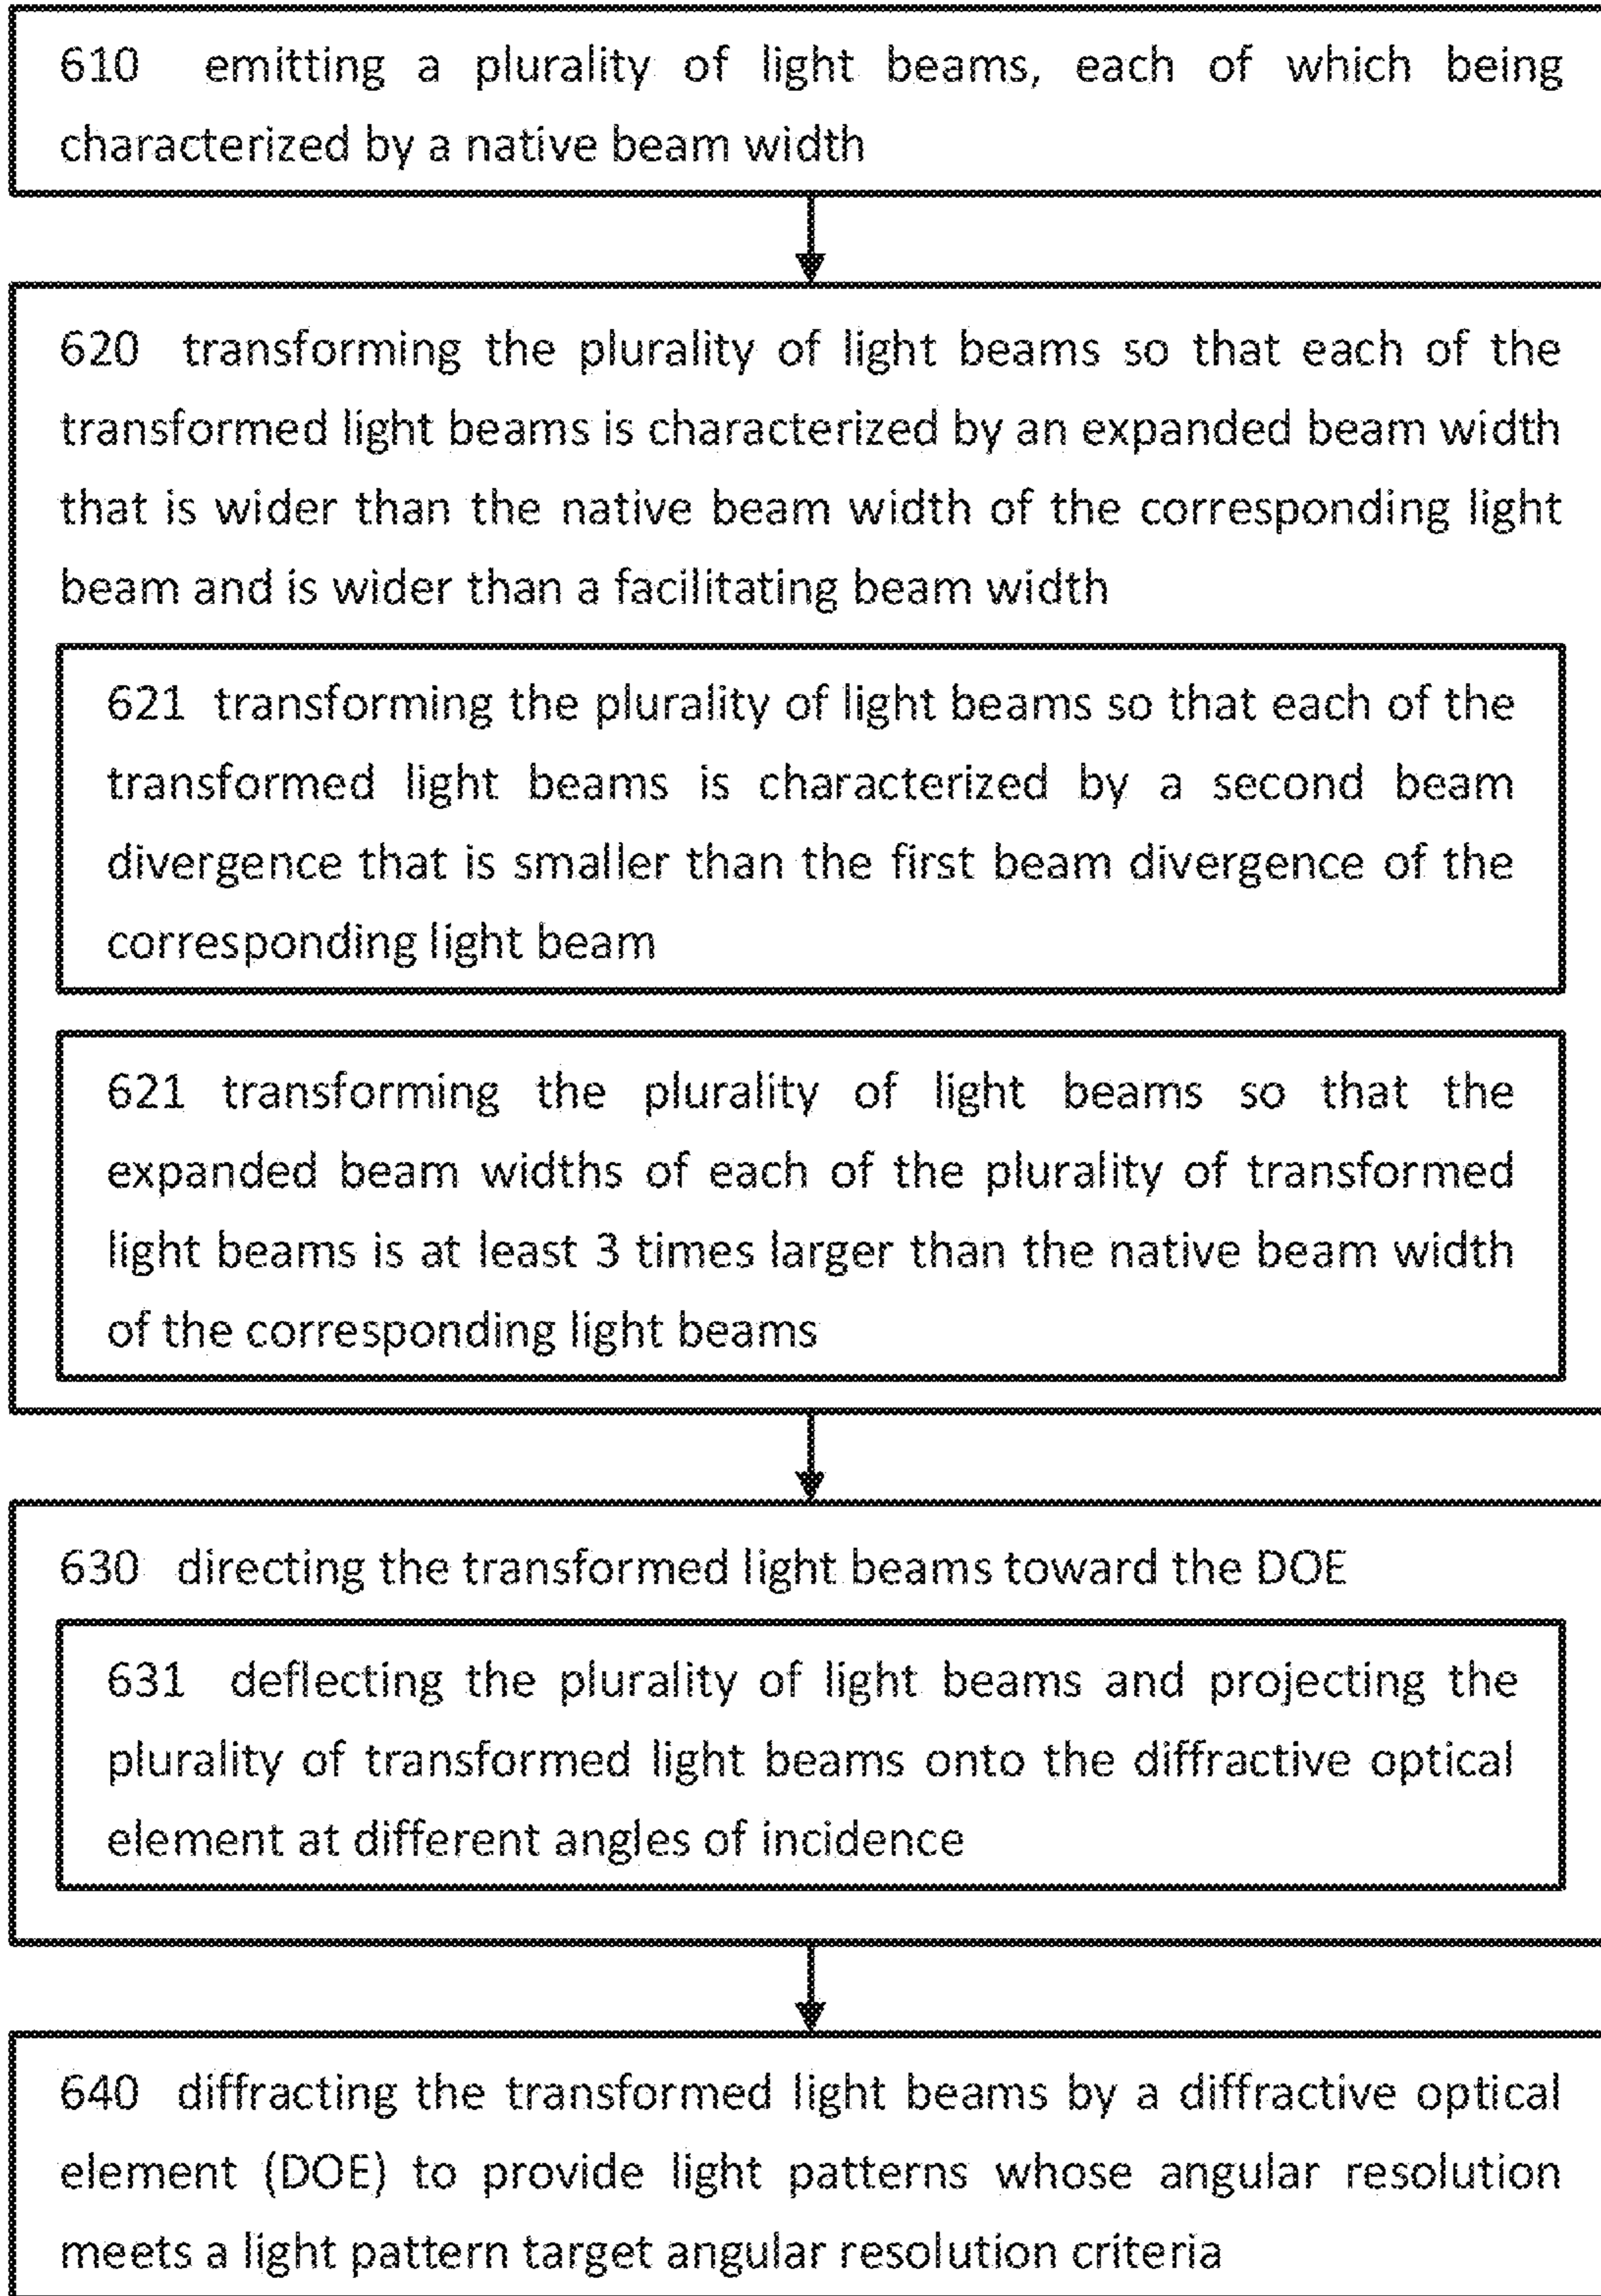 610 emitting a plurality of light beams, each of which being
characterized by a native beam width
620 transforming the plurality of light beams so that each of the
transformed light beams is characterized by an expanded beam width
that is wider than the native beam width of the corresponding light
beam and is wider than a facilitating beam width
621 transforming the plurality of light beams so that each of the
transformed light beams is characterized by a second beam
divergence that is smaller than the first beam divergence of the
corresponding light beam
621 transforming the plurality of light beams so that the
expanded beam widths of each of the plurality of transformed
light beams is at least 3 times larger than the native beam width
of the corresponding light beams
630 directing the transformed light beams toward the DOE
631 deflecting the plurality of light beams and projecting the
plurality of transformed light beams onto the diffractive optical
element at different angles of incidence
640 diffracting the transformed light beams by a diffractive optical
element (DOE) to provide light patterns whose angular resolution
meets a light pattern target angular resolution criteria